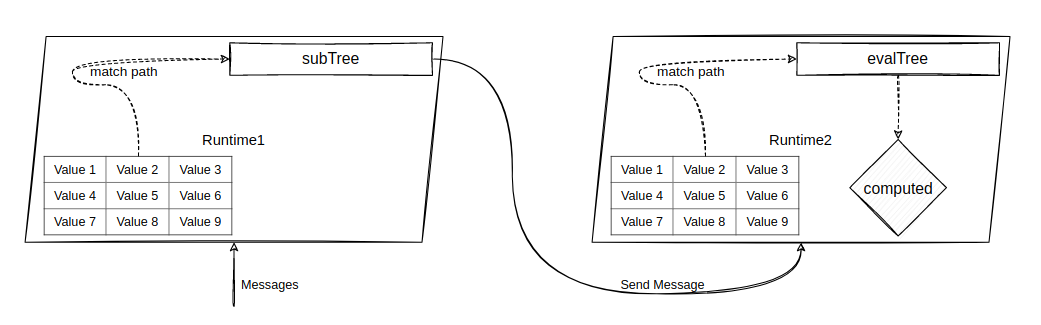 subTree
match path
Runtime1
Value 1 Value 2 Value 3
Value 4 Value 5 Value 6
Value 7 Value 8 Value 9
Messages
evalTree
match path
Runtime2
Value 1 Value 2 Value 3
Value 4 Value 5 Value 6
Value 7 Value 8 Value 9
computed
Send Message